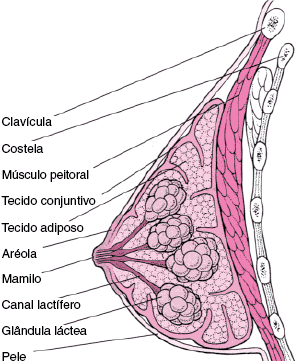 Clavícula
Costela
Músculo peitoral
Tecido conjuntivo
Tecido adiposo
Aréola
Mamilo
Canal lactífero
Glândula láctea
Pele